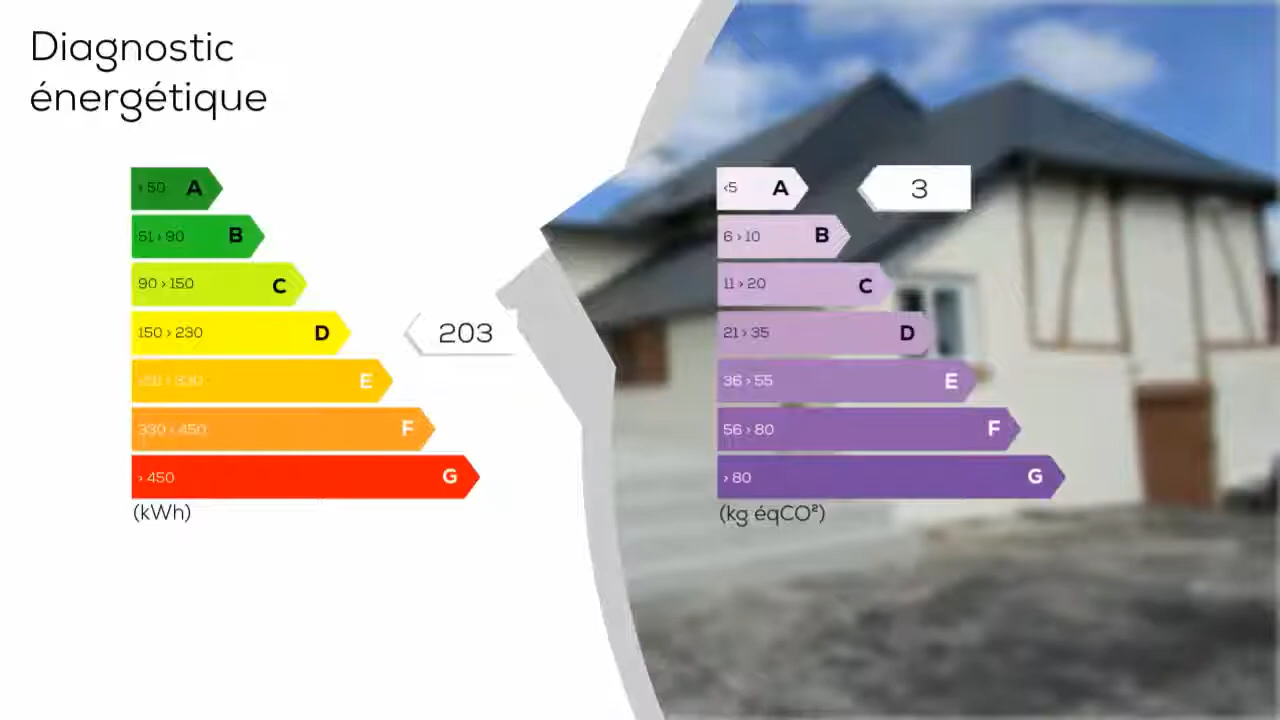 Diagnostic
énergétique
> 50 A
51 > 90 B
90 > 150 C
150 > 230 D
203
E
330 > 450 F
> 450 G
(kWh)
<5 A
3
6 > 10 B
11 > 20 C
21 > 35 D
36 > 55 E
56 > 80 F
> 80 G
(kg éqCO²)